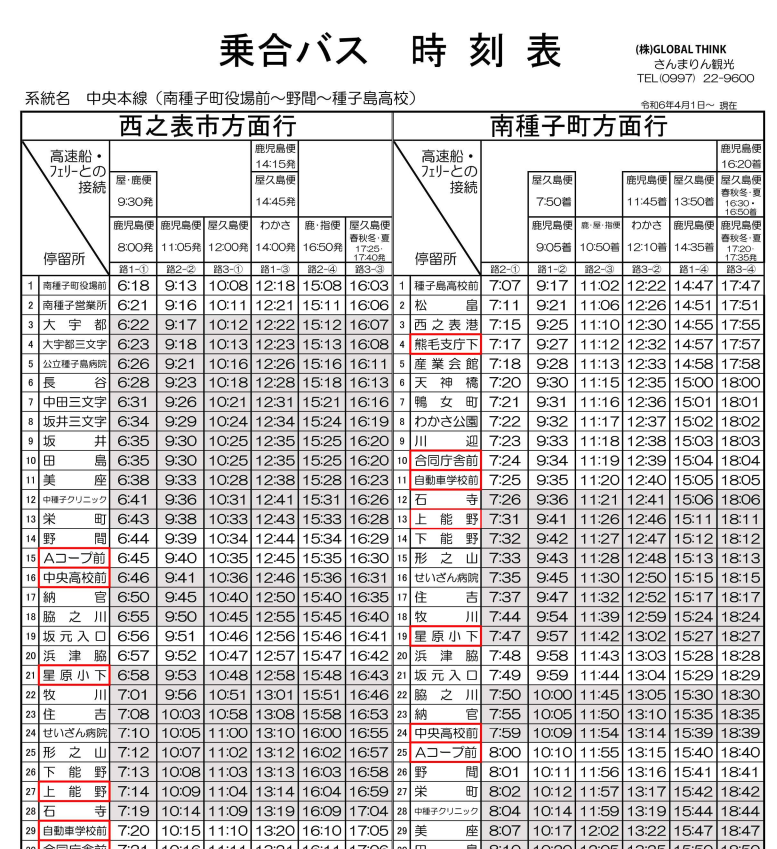 乗合バス 時刻表
(株)GLOBAL THINK
さんまりん観光
TEL(0997) 22-9600
系統名 中央本線（南種子町役場前～野間～種子島高校）
令和6年4月1日～ 現在
西之表市方面行
高速船・フェリーとの接続
停留所
鹿児島便 14:15発
屋・鹿便 9:30発 屋久島便 14:45発
鹿児島便 8:00発 鹿児島便 11:05発 屋久島便 12:00発 わかさ 14:00発 鹿・指便 16:50発 屋久島便 春秋冬・夏 17:25・17:40発
路1-① 路2-② 路3-① 路1-③ 路2-④ 路3-③
1 南種子町役場前 6:18 9:13 10:08 12:18 15:08 16:03
2 南種子営業所 6:21 9:16 10:11 12:21 15:11 16:06
3 大宇都 6:22 9:17 10:12 12:22 15:12 16:07
4 大宇都三文字 6:23 9:18 10:13 12:23 15:13 16:08
5 公立種子島病院 6:26 9:21 10:16 12:26 15:16 16:11
6 長谷 6:28 9:23 10:18 12:28 15:18 16:13
7 中田三文字 6:31 9:26 10:21 12:31 15:21 16:16
8 坂井三文字 6:34 9:29 10:24 12:34 15:24 16:19
9 坂井 6:35 9:30 10:25 12:35 15:25 16:20
10 田島 6:35 9:30 10:25 12:35 15:25 16:20
11 美座 6:38 9:33 10:28 12:38 15:28 16:23
12 中種子クリニック 6:41 9:36 10:31 12:41 15:31 16:26
13 栄町 6:43 9:38 10:33 12:43 15:33 16:28
14 野間 6:44 9:39 10:34 12:44 15:34 16:29
15 Aコープ前 6:45 9:40 10:35 12:45 15:35 16:30
16 中央高校前 6:46 9:41 10:36 12:46 15:36 16:31
17 納官 6:50 9:45 10:40 12:50 15:40 16:35
18 脇之川 6:55 9:50 10:45 12:55 15:45 16:40
19 坂元入口 6:56 9:51 10:46 12:56 15:46 16:41
20 浜津脇 6:57 9:52 10:47 12:57 15:47 16:42
21 星原小下 6:58 9:53 10:48 12:58 15:48 16:43
22 牧川 7:01 9:56 10:51 13:01 15:51 16:46
23 住吉 7:08 10:03 10:58 13:08 15:58 16:53
24 せいざん病院 7:10 10:05 11:00 13:10 16:00 16:55
25 形之山 7:12 10:07 11:02 13:12 16:02 16:57
26 下能野 7:13 10:08 11:03 13:13 16:03 16:58
27 上能野 7:14 10:09 11:04 13:14 16:04 16:59
28 石寺 7:19 10:14 11:09 13:19 16:09 17:04
29 自動車学校前 7:20 10:15 11:10 13:20 16:10 17:05
南種子町方面行
高速船・フェリーとの接続
停留所
鹿児島便 16:20着
屋久島便 7:50着 鹿児島便 11:45着 屋久島便 13:50着 屋久島便 春秋冬・夏 16:30・16:50着
鹿児島便 9:05着 鹿・屋・指便 10:50着 わかさ 12:10着 鹿児島便 14:35着 鹿児島便 春秋冬・夏 17:20・17:35着
路2-① 路1-② 路2-③ 路3-② 路1-④ 路3-④
1 種子島高校前 7:07 9:17 11:02 12:22 14:47 17:47
2 松畠 7:11 9:21 11:06 12:26 14:51 17:51
3 西之表港 7:15 9:25 11:10 12:30 14:55 17:55
4 熊毛支庁下 7:17 9:27 11:12 12:32 14:57 17:57
5 産業会館 7:18 9:28 11:13 12:33 14:58 17:58
6 天神橋 7:20 9:30 11:15 12:35 15:00 18:00
7 鴨女町 7:21 9:31 11:16 12:36 15:01 18:01
8 わかさ公園 7:22 9:32 11:17 12:37 15:02 18:02
9 川迎 7:23 9:33 11:18 12:38 15:03 18:03
10 合同庁舎前 7:24 9:34 11:19 12:39 15:04 18:04
11 自動車学校前 7:25 9:35 11:20 12:40 15:05 18:05
12 石寺 7:26 9:36 11:21 12:41 15:06 18:06
13 上能野 7:31 9:41 11:26 12:46 15:11 18:11
14 下能野 7:32 9:42 11:27 12:47 15:12 18:12
15 形之山 7:33 9:43 11:28 12:48 15:13 18:13
16 せいざん病院 7:35 9:45 11:30 12:50 15:15 18:15
17 住吉 7:37 9:47 11:32 12:52 15:17 18:17
18 牧川 7:44 9:54 11:39 12:59 15:24 18:24
19 星原小下 7:47 9:57 11:42 13:02 15:27 18:27
20 浜津脇 7:48 9:58 11:43 13:03 15:28 18:28
21 坂元入口 7:49 9:59 11:44 13:04 15:29 18:29
22 脇之川 7:50 10:00 11:45 13:05 15:30 18:30
23 納官 7:55 10:05 11:50 13:10 15:35 18:35
24 中央高校前 7:59 10:09 11:54 13:14 15:39 18:39
25 Aコープ前 8:00 10:10 11:55 13:15 15:40 18:40
26 野間 8:01 10:11 11:56 13:16 15:41 18:41
27 栄町 8:02 10:12 11:57 13:17 15:42 18:42
28 中種子クリニック 8:04 10:14 11:59 13:19 15:44 18:44
29 美座 8:07 10:17 12:02 13:22 15:47 18:47